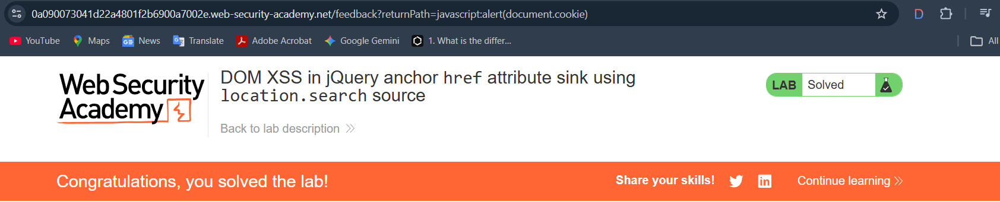 0a090073041d22a4801f2b6900a7002e.web-security-academy.net/feedback?returnPath=javascript:alert(document.cookie)
D
YouTube Maps News Translate Adobe Acrobat Google Gemini 1. What is the differ... All
Web Security
Academy
DOM XSS in jQuery anchor href attribute sink using
location.search source
LAB Solved
Back to lab description
Congratulations, you solved the lab!
Share your skills!
Continue learning